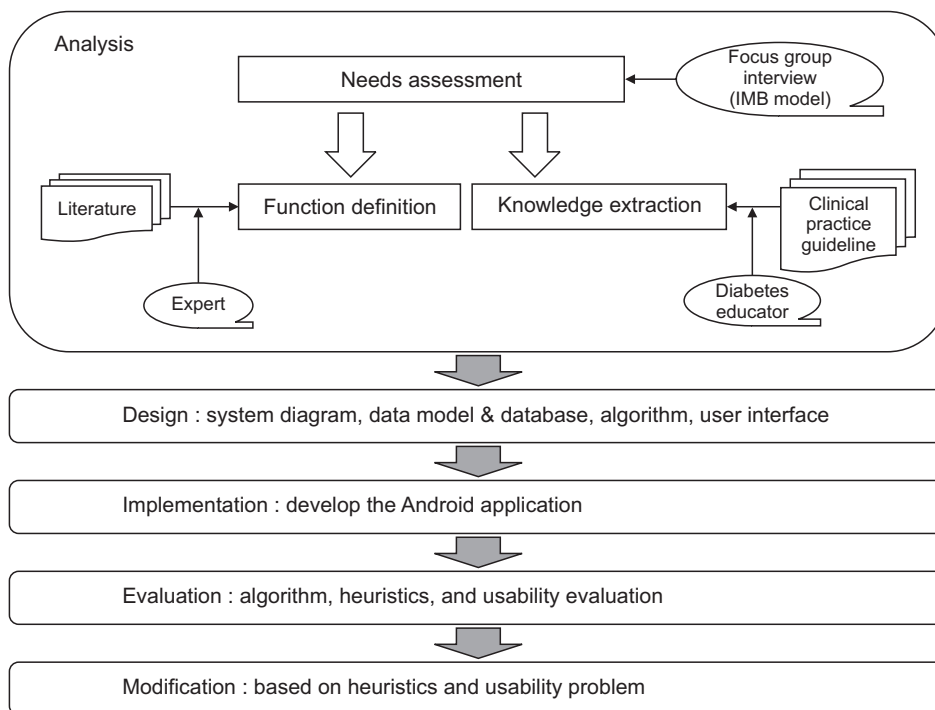 Analysis
Needs assessment
Focus group
interview
(IMB model)
Literature
Function definition
Knowledge extraction
Clinical
practice
guideline
Expert
Diabetes
educator
Design : system diagram, data model & database, algorithm, user interface
Implementation : develop the Android application
Evaluation : algorithm, heuristics, and usability evaluation
Modification : based on heuristics and usability problem